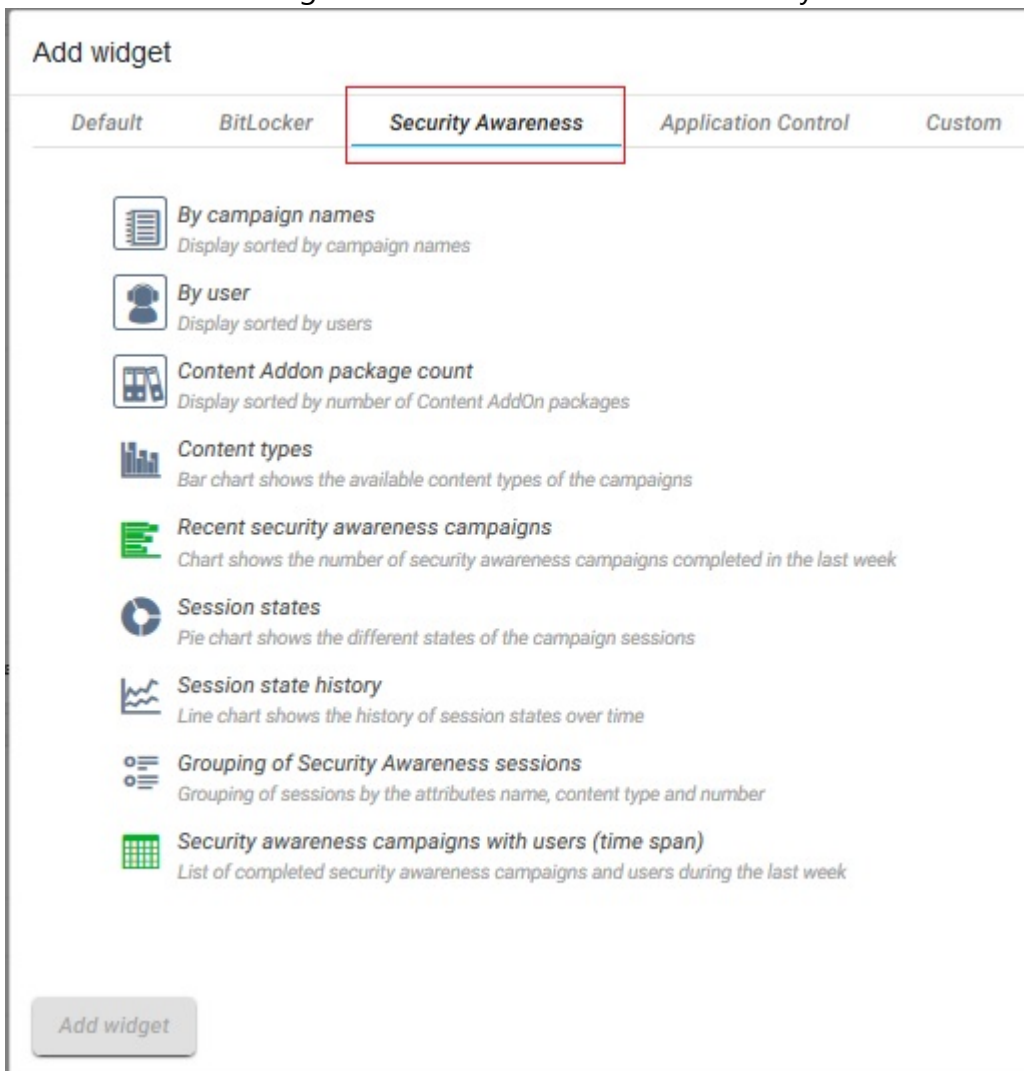 Add widget
Default BitLocker Security Awareness Application Control Custom
By campaign names
Display sorted by campaign names
By user
Display sorted by users
Content Addon package count
Display sorted by number of Content AddOn packages
Content types
Bar chart shows the available content types of the campaigns
Recent security awareness campaigns
Chart shows the number of security awareness campaigns completed in the last week
Session states
Pie chart shows the different states of the campaign sessions
Session state history
Line chart shows the history of session states over time
Grouping of Security Awareness sessions
Grouping of sessions by the attributes name, content type and number
Security awareness campaigns with users (time span)
List of completed security awareness campaigns and users during the last week
Add widget